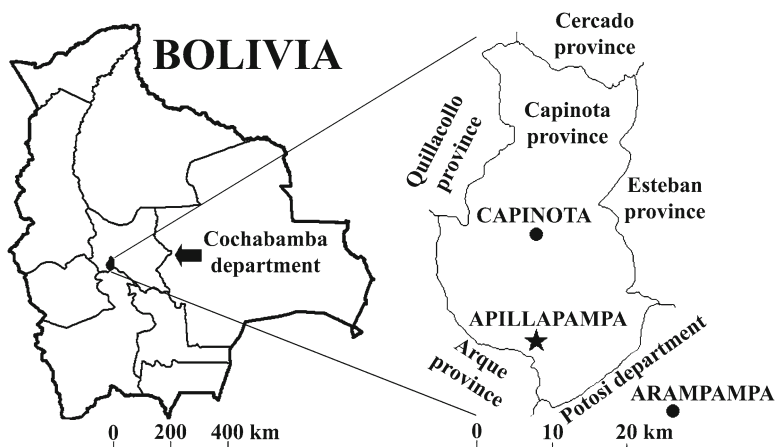 BOLIVIA
Cochabamba
department
0 200 400 km
Cercado
province
Capinota
province
Quillacollo
province
Esteban
province
CAPINOTA
APILLAPAMPA
Arque
province
Potosi department
ARAMPAMPA
0 10 20 km